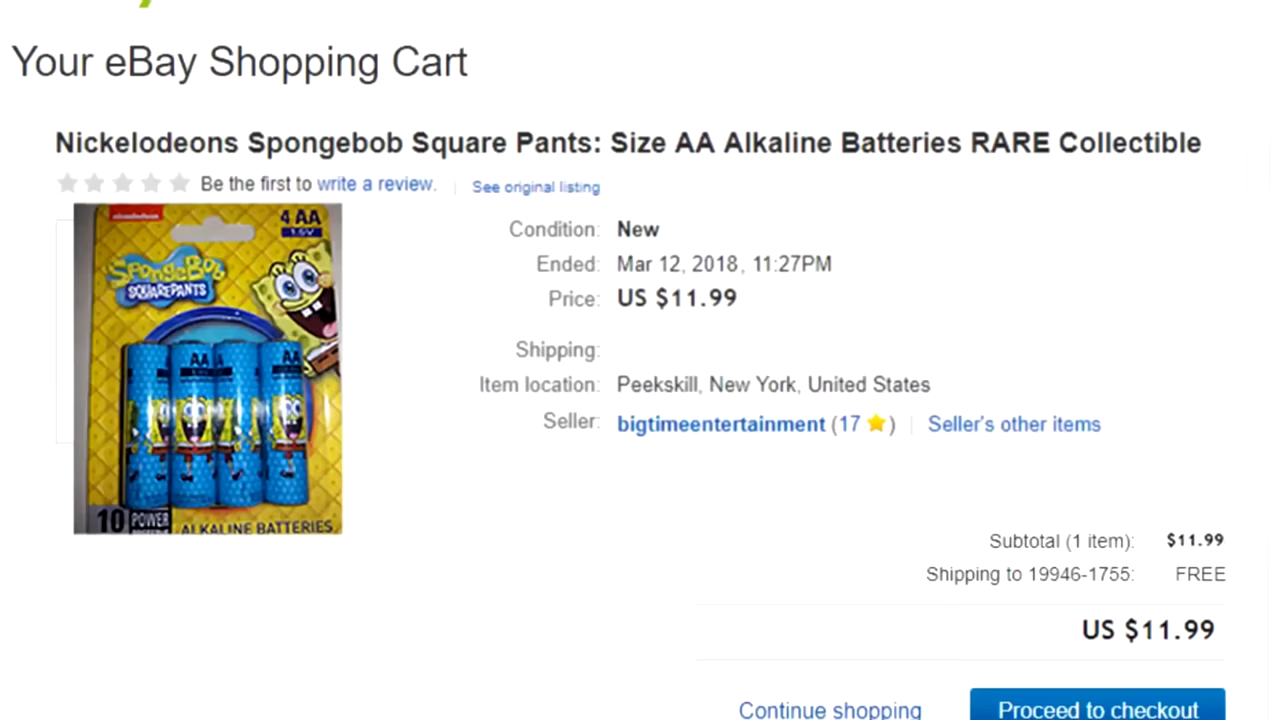 Your eBay Shopping Cart
Nickelodeons Spongebob Square Pants: Size AA Alkaline Batteries RARE Collectible
Be the first to write a review. See original listing
nickelodeon
4 AA
1.5V
SpongeBob
SQUAREPANTS
AA AA
10 POWER
ALKALINE BATTERIES
Condition: New
Ended: Mar 12, 2018, 11:27PM
Price: US $11.99
Shipping:
Item location: Peekskill, New York, United States
Seller: bigtimeentertainment (17 ) Seller's other items
Subtotal (1 item): $11.99
Shipping to 19946-1755: FREE
US $11.99
Continue shopping Proceed to checkout